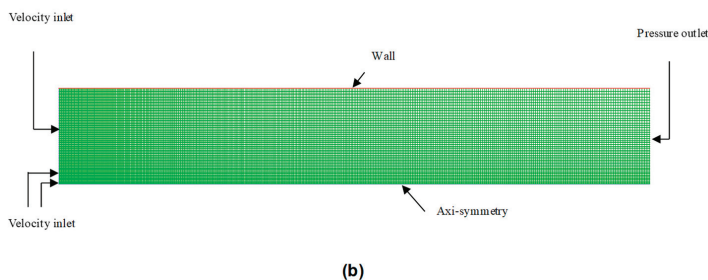 Velocity inlet
Pressure outlet
Wall
Velocity inlet
Axi-symmetry
(b)